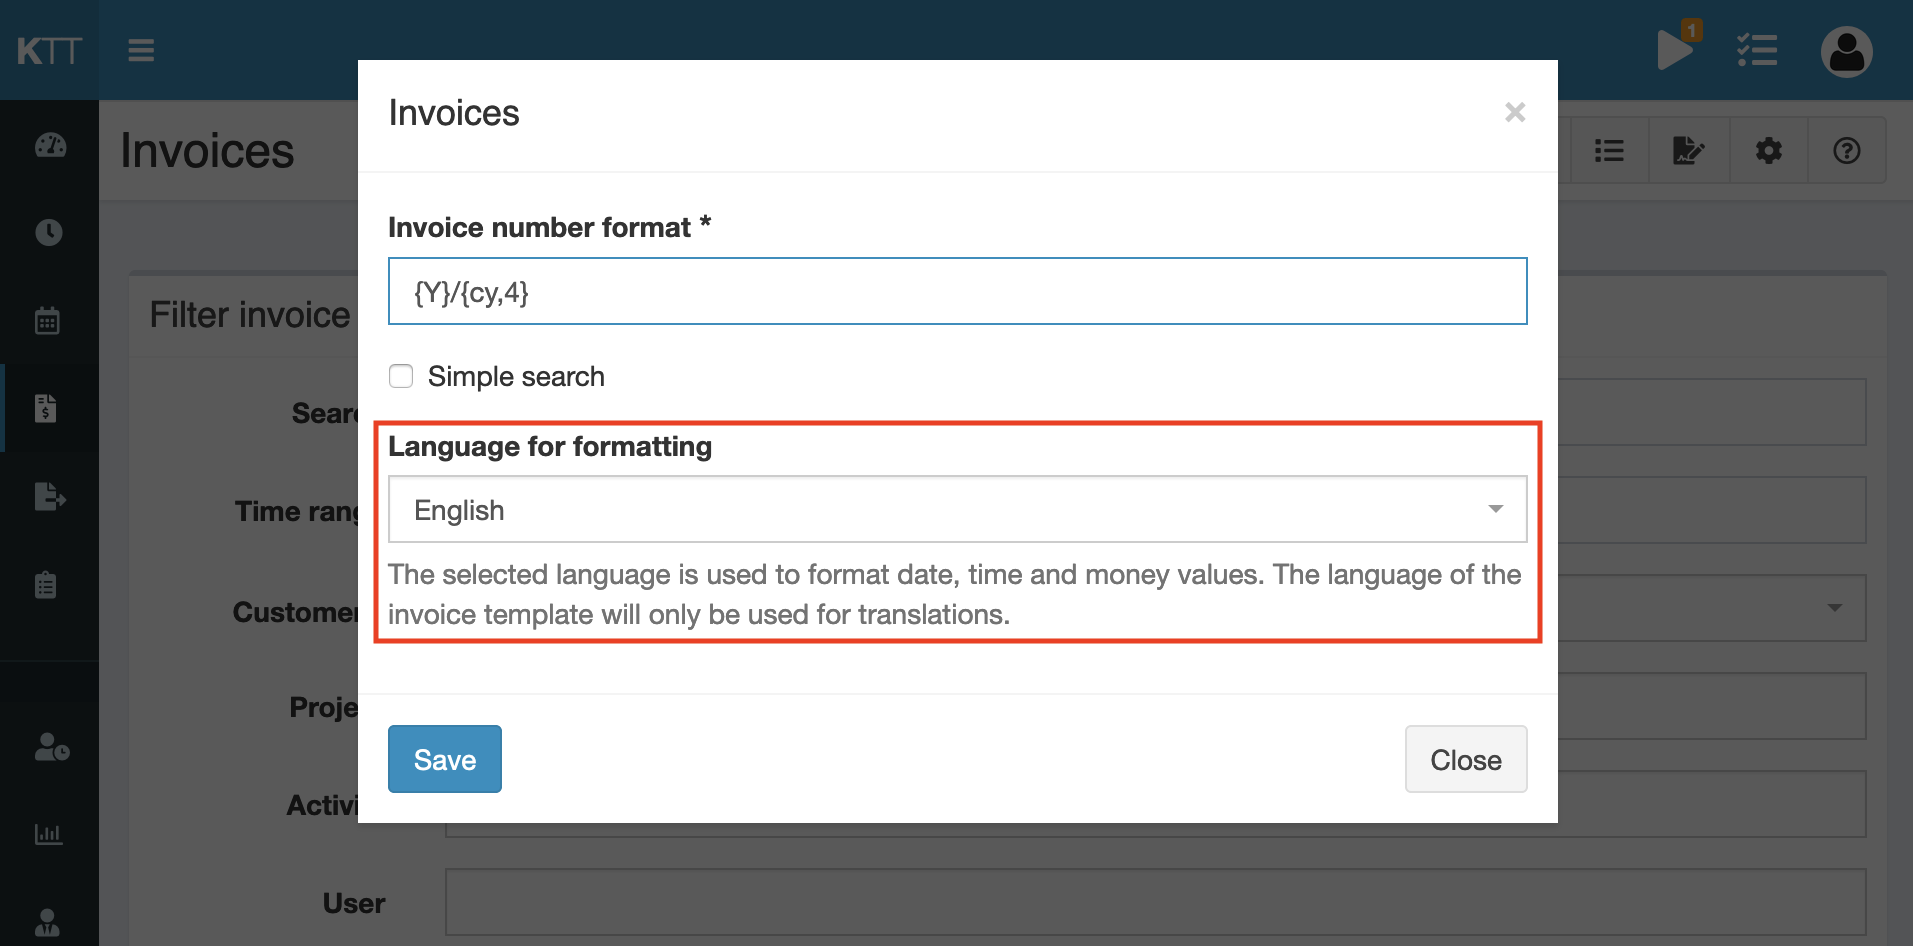 KTT
1
Invoices
Invoices
×
Invoice number format *
{Y}/{cy,4}
Filter invoice
Simple search
Sear
Language for formatting
English
Time rang
The selected language is used to format date, time and money values. The language of the
invoice template will only be used for translations.
Customer
Proje
Save
Close
Activi
User